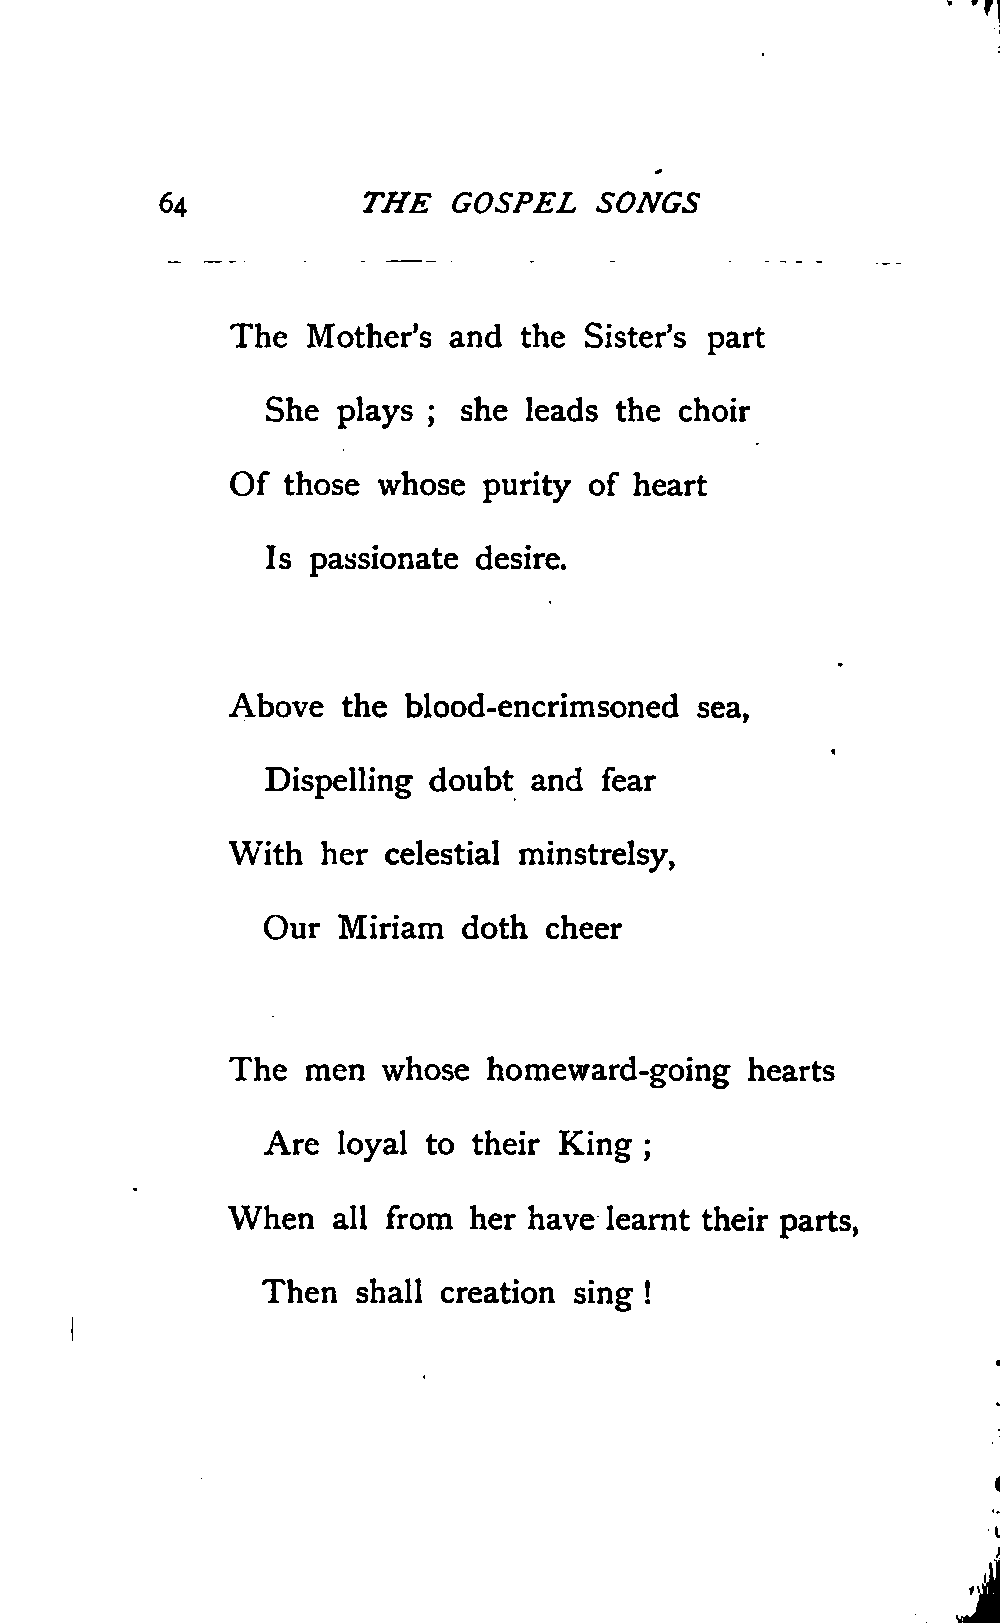 64 THE GOSPEL SONGS
The Mother's and the Sister's part
She plays ; she leads the choir
Of those whose purity of heart
Is passionate desire.
Above the blood-encrimsoned sea,
Dispelling doubt and fear
With her celestial minstrelsy,
Our Miriam doth cheer
The men whose homeward-going hearts
Are loyal to their King ;
When all from her have learnt their parts,
Then shall creation sing !